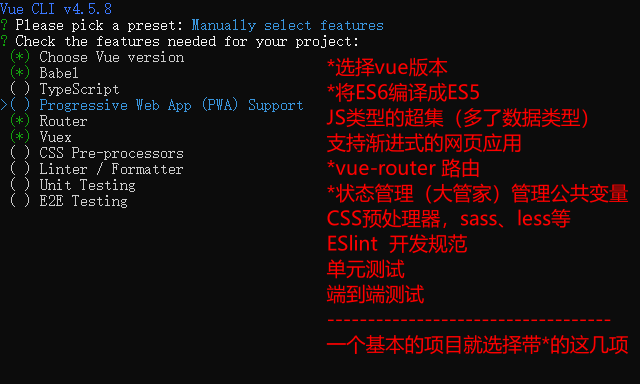 Vue CLI v4.5.8
? Please pick a preset: Manually select features
? Check the features needed for your project:
(*) Choose Vue version
(*) Babel
( ) TypeScript
>( ) Progressive Web App (PWA) Support
(*) Router
(*) Vuex
( ) CSS Pre-processors
( ) Linter / Formatter
( ) Unit Testing
( ) E2E Testing
*选择vue版本
*将ES6编译成ES5
JS类型的超集（多了数据类型）
支持渐进式的网页应用
*vue-router 路由
*状态管理（大管家）管理公共变量
CSS预处理器，sass、less等
ESlint 开发规范
单元测试
端到端测试
-----------------------------------
一个基本的项目就选择带*的这几项